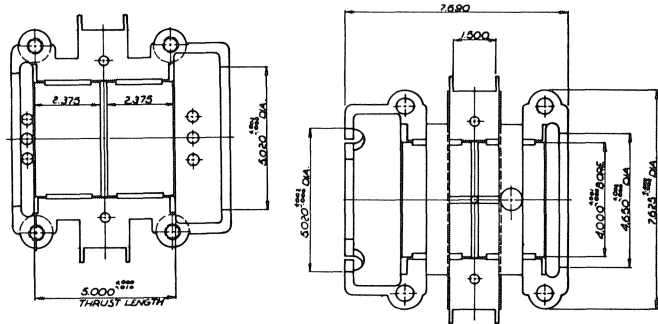 7.690
1.500
2.375
2.375
5.020 DIA.
5.000
THRUST LENGTH
5.020 DIA.
4.000 BORE
4.650 DIA.
7.625 DIA.